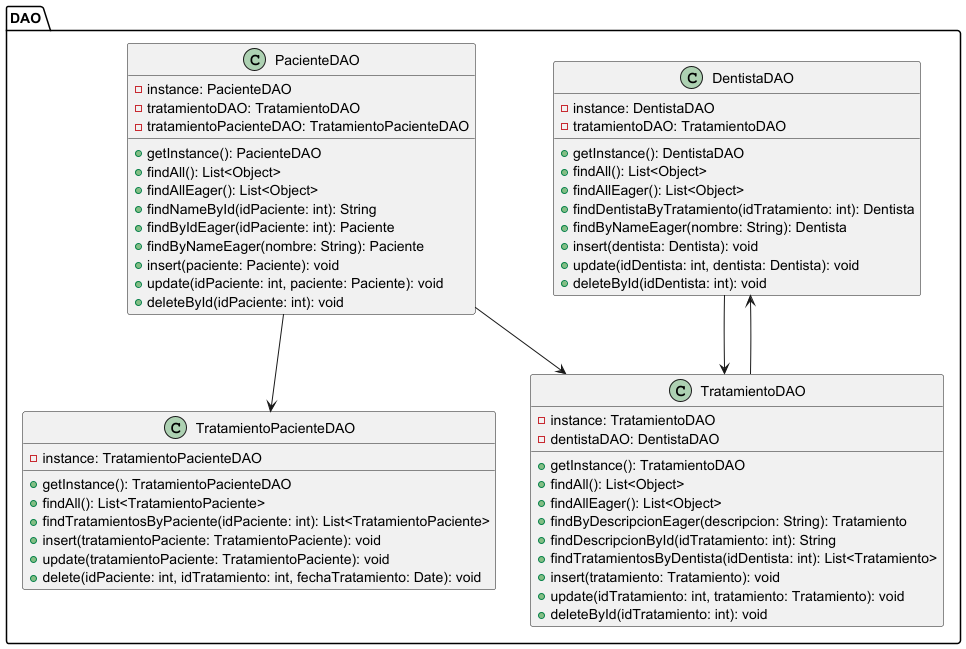 DAO
C PacienteDAO
instance: PacienteDAO
tratamientoDAO: TratamientoDAO
tratamientoPacienteDAO: TratamientoPacienteDAO
getInstance(): PacienteDAO
findAll(): List<Object>
findAllEager(): List<Object>
findNameById(idPaciente: int): String
findByIdEager(idPaciente: int): Paciente
findByNameEager(nombre: String): Paciente
insert(paciente: Paciente): void
update(idPaciente: int, paciente: Paciente): void
deleteById(idPaciente: int): void
C DentistaDAO
instance: DentistaDAO
tratamientoDAO: TratamientoDAO
getInstance(): DentistaDAO
findAll(): List<Object>
findAllEager(): List<Object>
findDentistaByTratamiento(idTratamiento: int): Dentista
findByNameEager(nombre: String): Dentista
insert(dentista: Dentista): void
update(idDentista: int, dentista: Dentista): void
deleteById(idDentista: int): void
C TratamientoPacienteDAO
instance: TratamientoPacienteDAO
getInstance(): TratamientoPacienteDAO
findAll(): List<TratamientoPaciente>
findTratamientosByPaciente(idPaciente: int): List<TratamientoPaciente>
insert(tratamientoPaciente: TratamientoPaciente): void
update(tratamientoPaciente: TratamientoPaciente): void
delete(idPaciente: int, idTratamiento: int, fechaTratamiento: Date): void
C TratamientoDAO
instance: TratamientoDAO
dentistaDAO: DentistaDAO
getInstance(): TratamientoDAO
findAll(): List<Object>
findAllEager(): List<Object>
findByDescripcionEager(descripcion: String): Tratamiento
findDescripcionById(idTratamiento: int): String
findTratamientosByDentista(idDentista: int): List<Tratamiento>
insert(tratamiento: Tratamiento): void
update(idTratamiento: int, tratamiento: Tratamiento): void
deleteById(idTratamiento: int): void